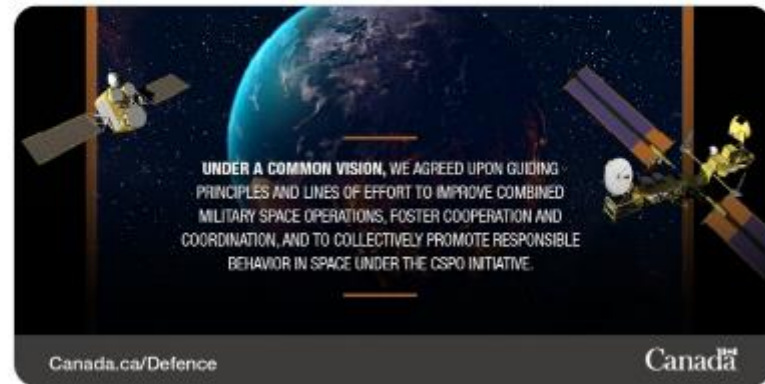 UNDER A COMMON VISION, WE AGREED UPON GUIDING
PRINCIPLES AND LINES OF EFFORT TO IMPROVE COMBINED
MILITARY SPACE OPERATIONS, FOSTER COOPERATION AND
COORDINATION, AND TO COLLECTIVELY PROMOTE RESPONSIBLE
BEHAVIOR IN SPACE UNDER THE CSPO INITIATIVE.
Canada.ca/Defence
Canada